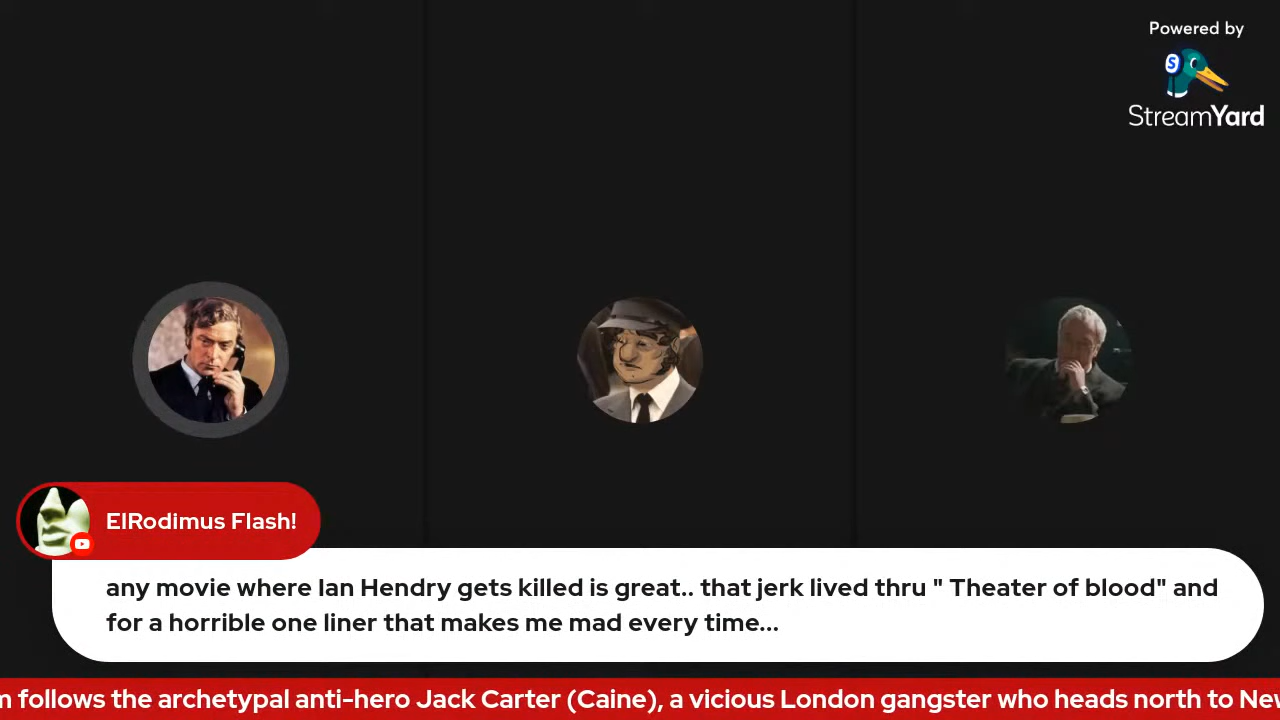 Powered by
S
StreamYard
ElRodimus Flash!
any movie where Ian Hendry gets killed is great.. that jerk lived thru " Theater of blood" and
for a horrible one liner that makes me mad every time...
follows the archetypal anti-hero Jack Carter (Caine), a vicious London gangster who heads north to